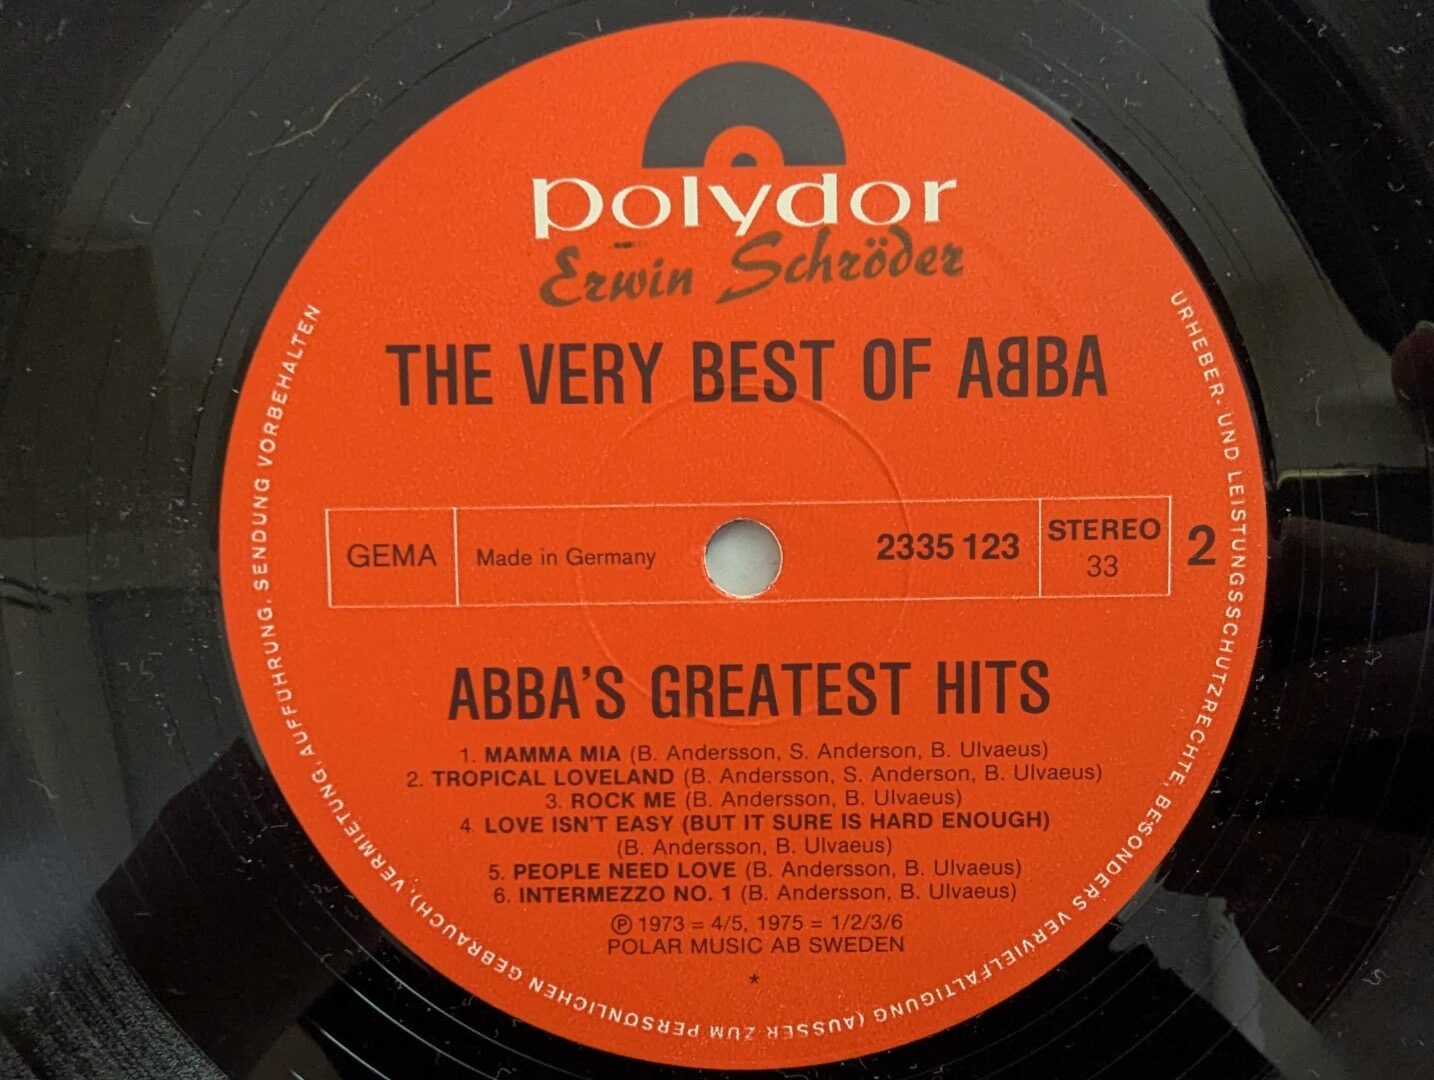 polydor
Erwin Schröder
THE VERY BEST OF AᗺBA
GEMA
Made in Germany
2335 123
STEREO
33
2
ABBA'S GREATEST HITS
1. MAMMA MIA (B. Andersson, S. Anderson, B. Ulvaeus)
2. TROPICAL LOVELAND (B. Andersson, S. Anderson, B. Ulvaeus)
3. ROCK ME (B. Andersson, B. Ulvaeus)
4. LOVE ISN'T EASY (BUT IT SURE IS HARD ENOUGH)
(B. Andersson, B. Ulvaeus)
5. PEOPLE NEED LOVE (B. Andersson, B. Ulvaeus)
6. INTERMEZZO NO. 1 (B. Andersson, B. Ulvaeus)
℗ 1973 = 4/5, 1975 = 1/2/3/6
POLAR MUSIC AB SWEDEN
*
URHEBER- UND LEISTUNGSSCHUTZRECHTE, BESONDERS VERVIELFALTIGUNG (AUSSER ZUM PERSÖNLICHEN GEBRAUCH), VERMIETUNG, AUFFÜHRUNG, SENDUNG VORBEHALTEN